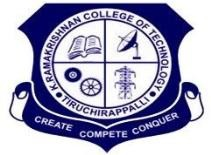 K.RAMAKRISHNAN COLLEGE OF TECHNOLOGY
TIRUCHIRAPPALLI
CREATE COMPETE CONQUER